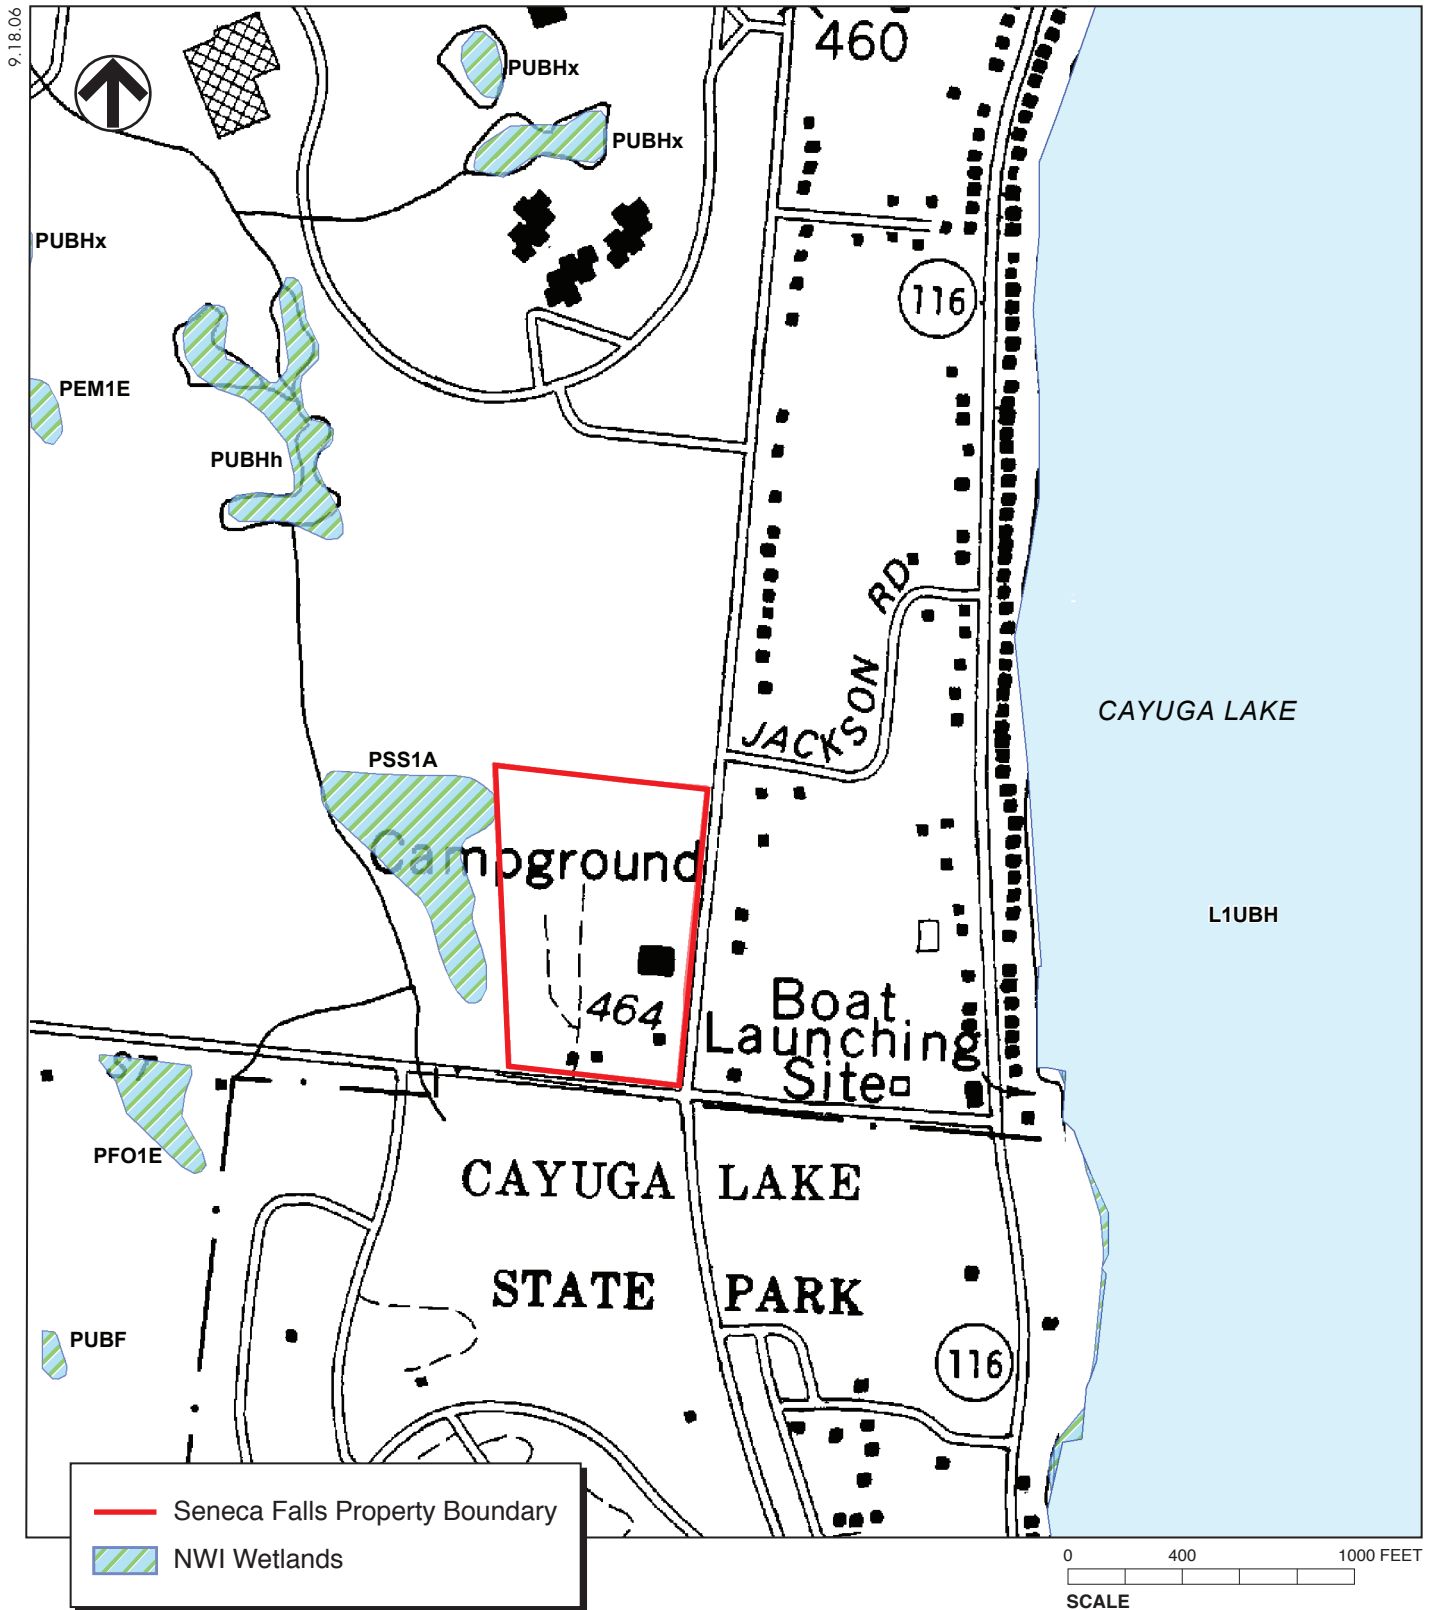 9.18.06
460
PUBHx
PUBHx
PUBHx
116
PEM1E
PUBHh
JACKSON RD
CAYUGA LAKE
PSS1A
Campground
L1UBH
464
Boat
Launching
Site
ST
PFO1E
CAYUGA LAKE
STATE PARK
PUBF
116
Seneca Falls Property Boundary
NWI Wetlands
0 400 1000 FEET
SCALE